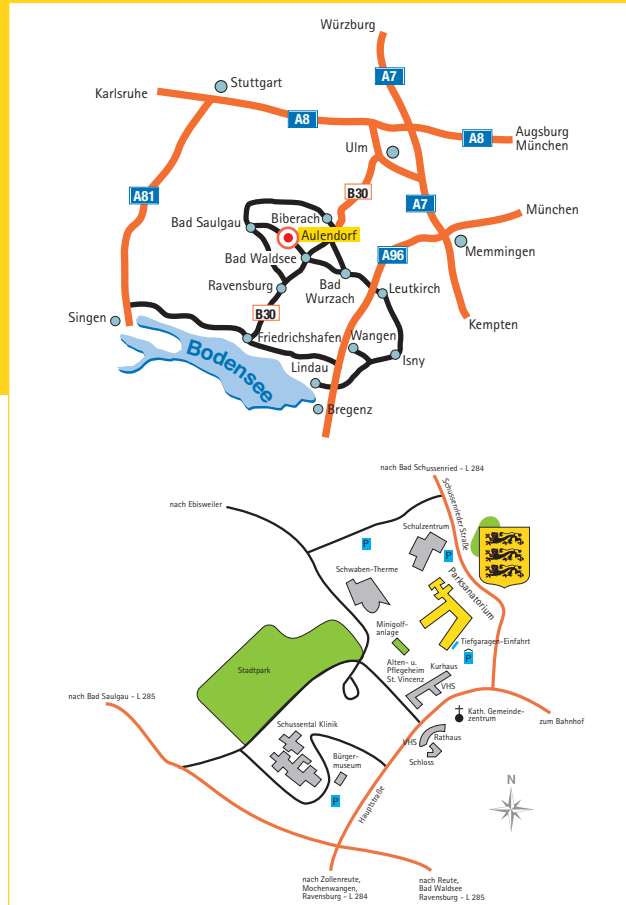 Würzburg
A7
Stuttgart
Karlsruhe
A8
A8
Augsburg
München
Ulm
A81
B30
A7
München
Biberach
Bad Saulgau
Aulendorf
A96
Memmingen
Bad Waldsee
Ravensburg
Bad
Wurzach
Leutkirch
B30
Singen
Kempten
Friedrichshafen
Wangen
Bodensee
Isny
Lindau
Bregenz
nach Bad Schussenried - L 284
nach Ebisweiler
Schussenrieder
Straße
Schulzentrum
P
P
Schwaben-Therme
Parksanatorium
Minigolf-
anlage
Tiefgaragen-Einfahrt
P
Alten- u.
Pflegeheim
St. Vincenz
Kurhaus
Stadtpark
VHS
nach Bad Saulgau - L 285
Kath. Gemeinde-
zentrum
zum Bahnhof
Schussental Klinik
VHS
Rathaus
Schloss
Bürger-
museum
P
Hauptstraße
N
nach Zollenreute,
Mochenwangen,
Ravensburg - L 284
nach Reute,
Bad Waldsee
Ravensburg - L 285